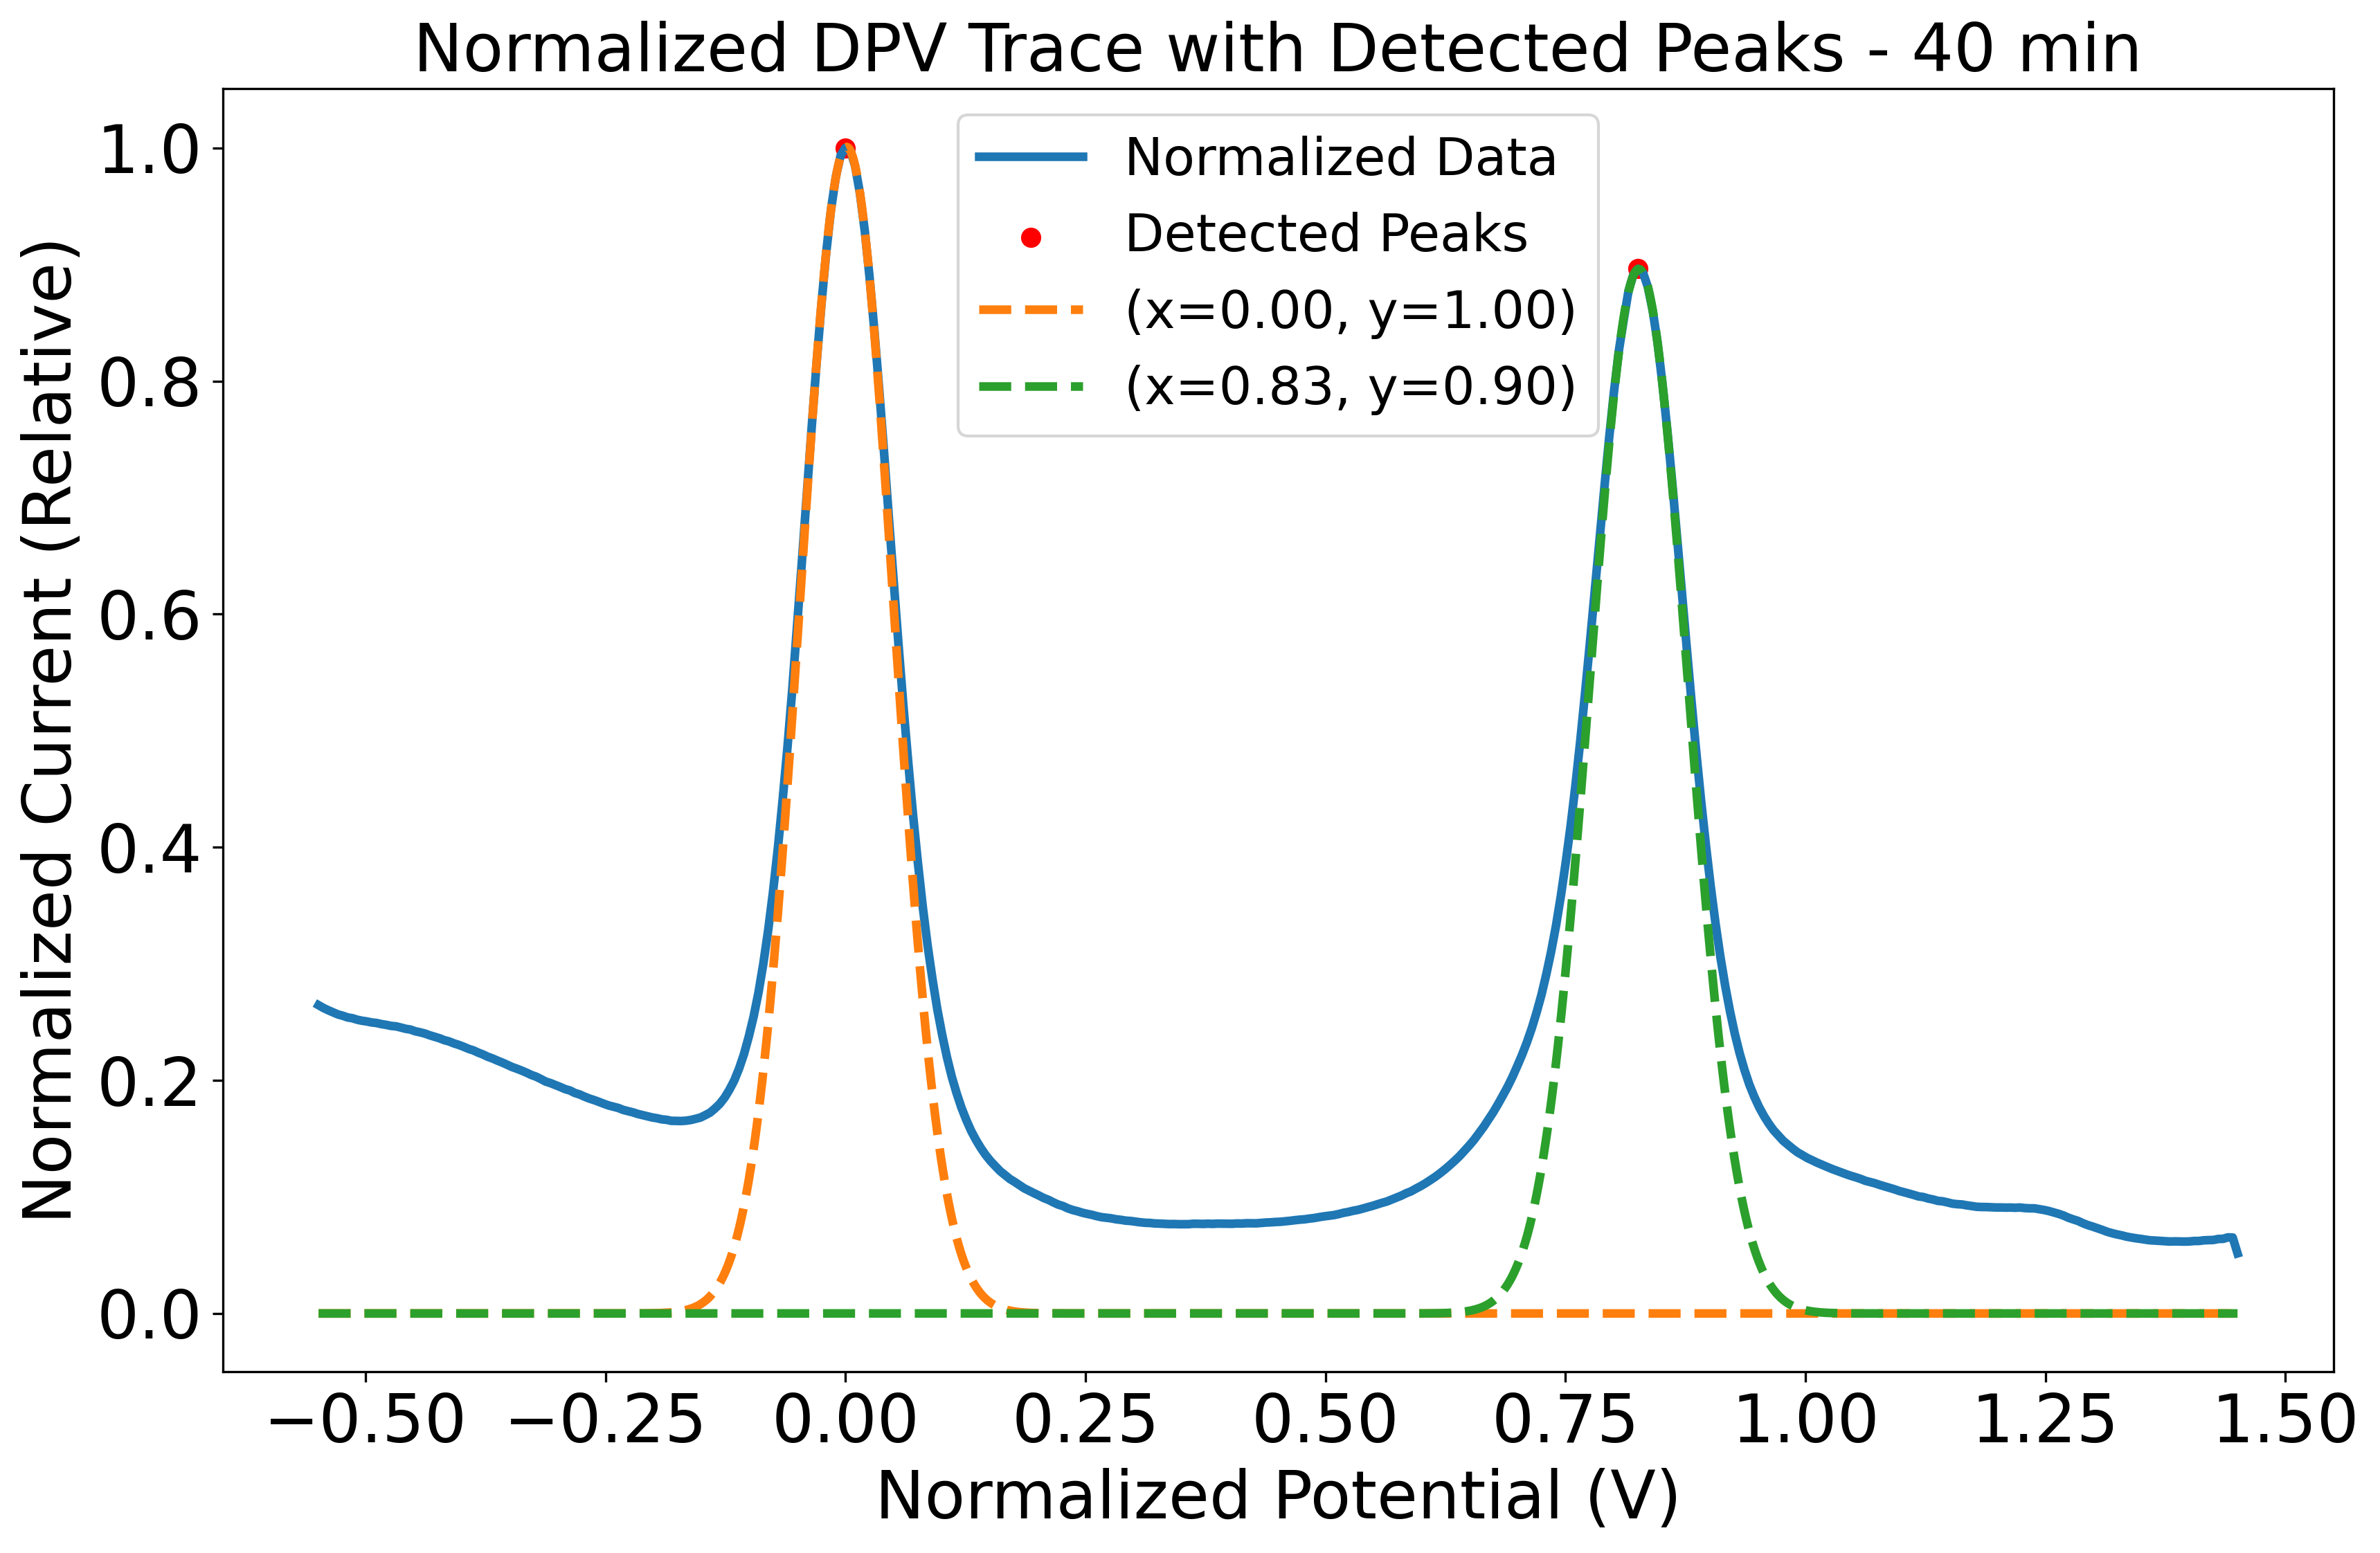 Normalized DPV Trace with Detected Peaks - 40 min
Normalized Current (Relative)
1.0
0.8
0.6
0.4
0.2
0.0
Normalized Data
Detected Peaks
(x=0.00, y=1.00)
(x=0.83, y=0.90)
−0.50 −0.25 0.00 0.25 0.50 0.75 1.00 1.25 1.50
Normalized Potential (V)